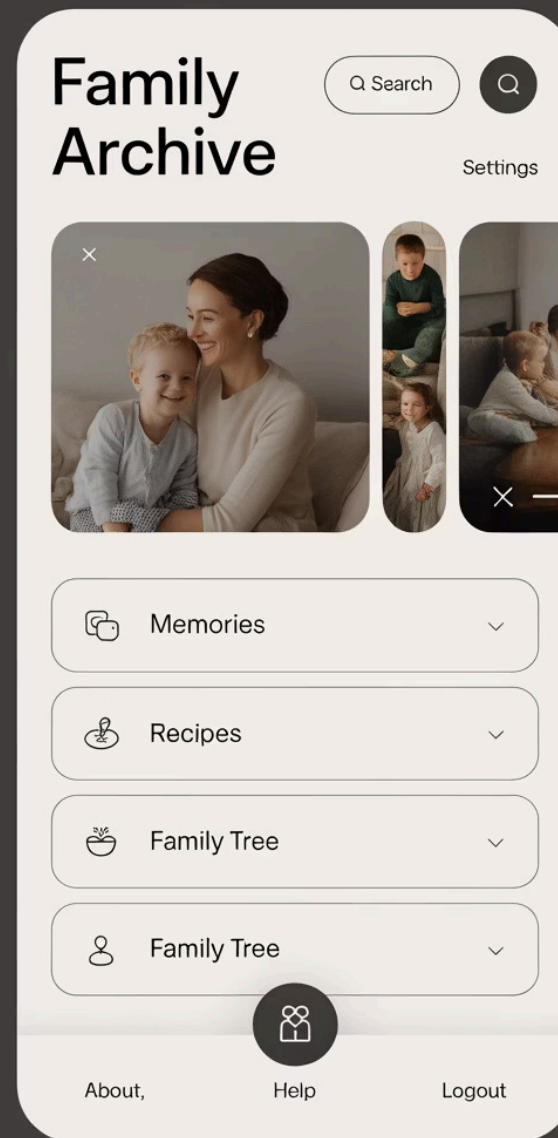 Family
Archive
Search
Settings
Memories
Recipes
Family Tree
Family Tree
About,
Help
Logout